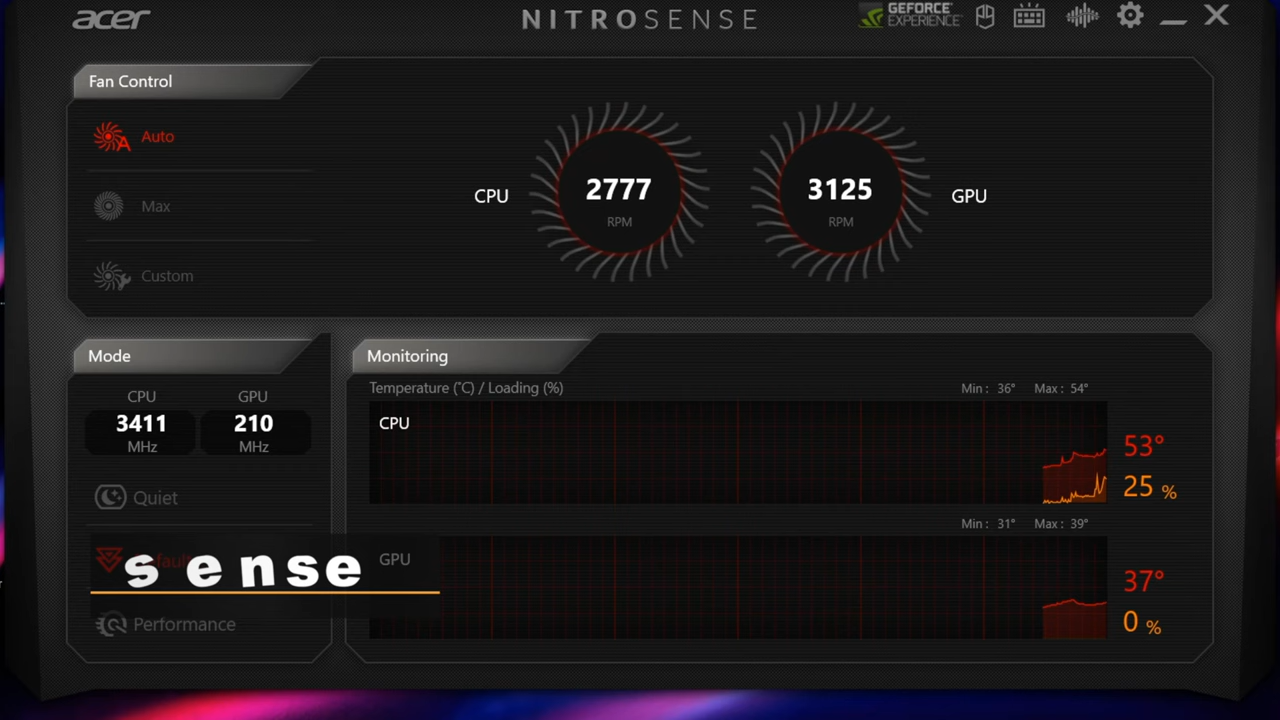 acer
NITROSENSE
GEFORCE
EXPERIENCE
Fan Control
Auto
Max
Custom
CPU
2777
RPM
3125
RPM
GPU
Mode
CPU
GPU
3411
210
MHz
MHz
Quiet
Performance
s ense
Monitoring
Temperature (°C) / Loading (%)
Min : 36° Max : 54°
CPU
53°
25 %
Min : 31° Max : 39°
GPU
37°
0 %